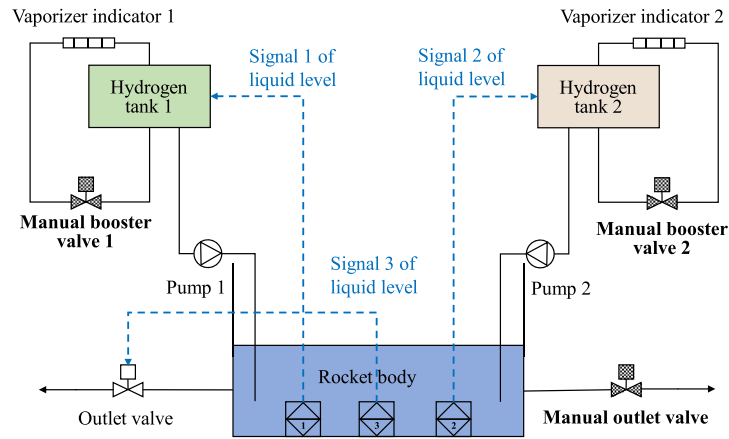 Vaporizer indicator 1
Vaporizer indicator 2
Signal 1 of
liquid level
Signal 2 of
liquid level
Hydrogen
tank 1
Hydrogen
tank 2
Manual booster
valve 1
Manual booster
valve 2
Signal 3 of
liquid level
Pump 1
Pump 2
Rocket body
Outlet valve
Manual outlet valve
1
3
2